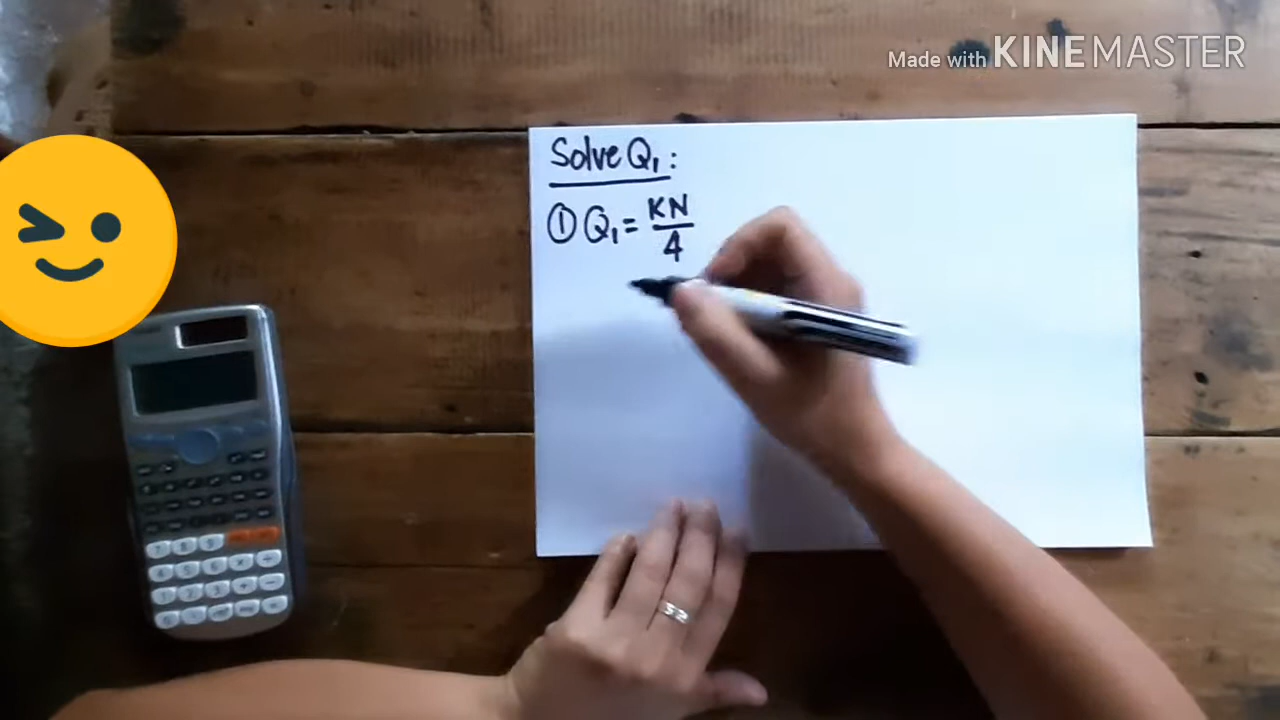 Made with KINEMASTER
Solve Q₁:
① Q₁ = KN/4